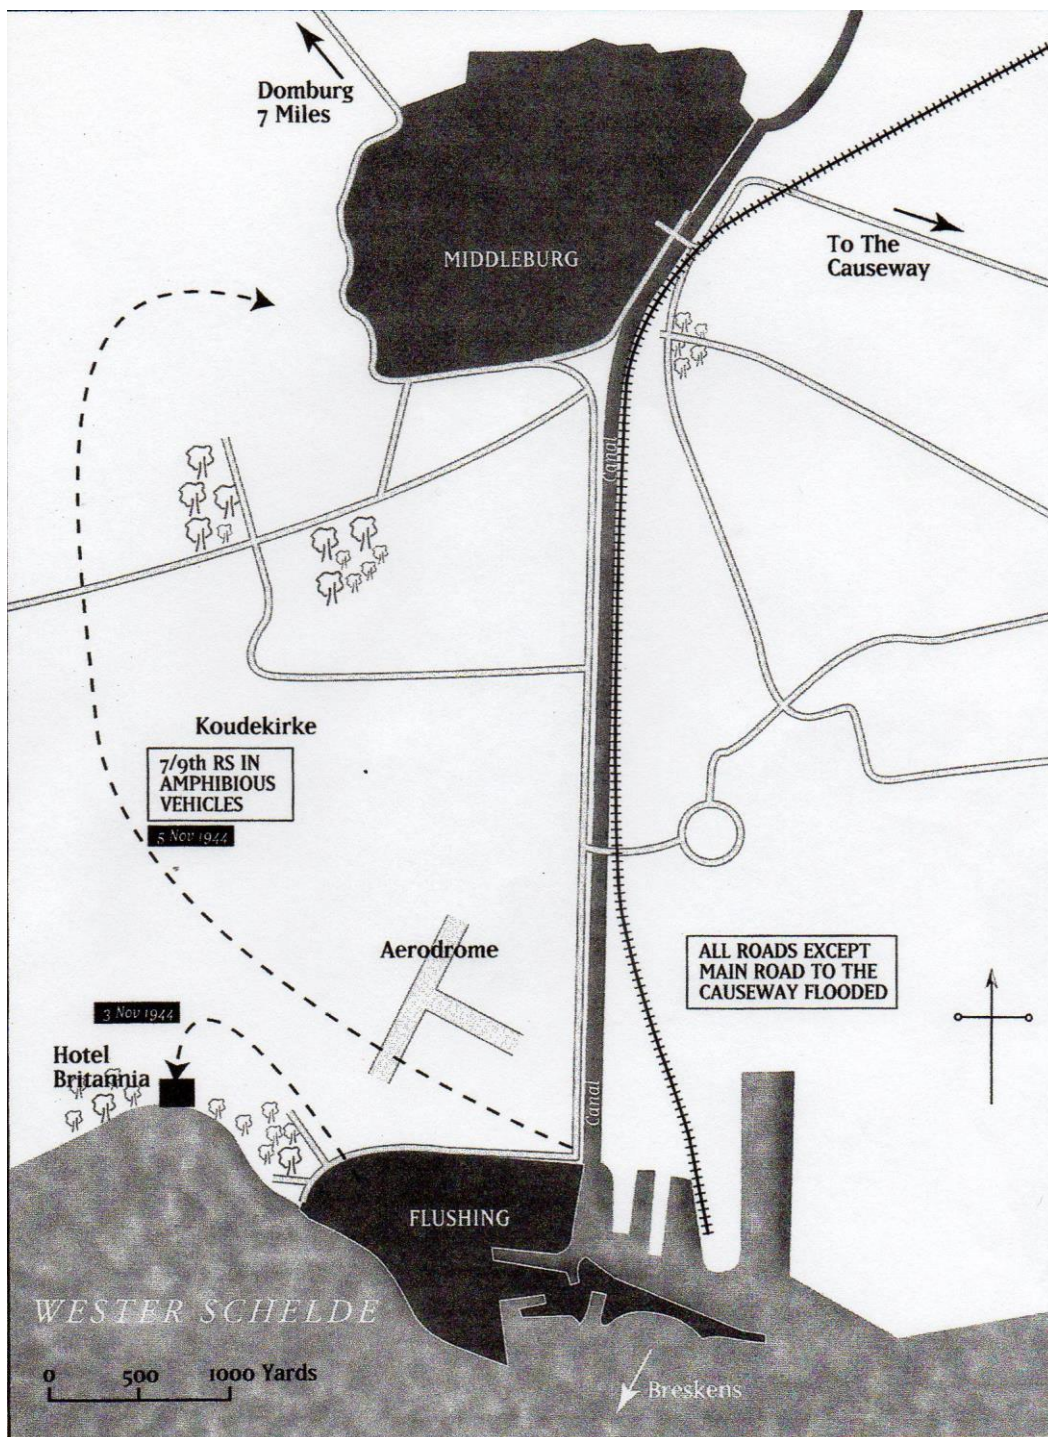 Domburg
7 Miles
MIDDLEBURG
To The
Causeway
Canal
Koudekirke
7/9th RS IN
AMPHIBIOUS
VEHICLES
5 Nov 1944
Aerodrome
ALL ROADS EXCEPT
MAIN ROAD TO THE
CAUSEWAY FLOODED
3 Nov 1944
Hotel
Britannia
Canal
FLUSHING
WESTER SCHELDE
0 500 1000 Yards
Breskens